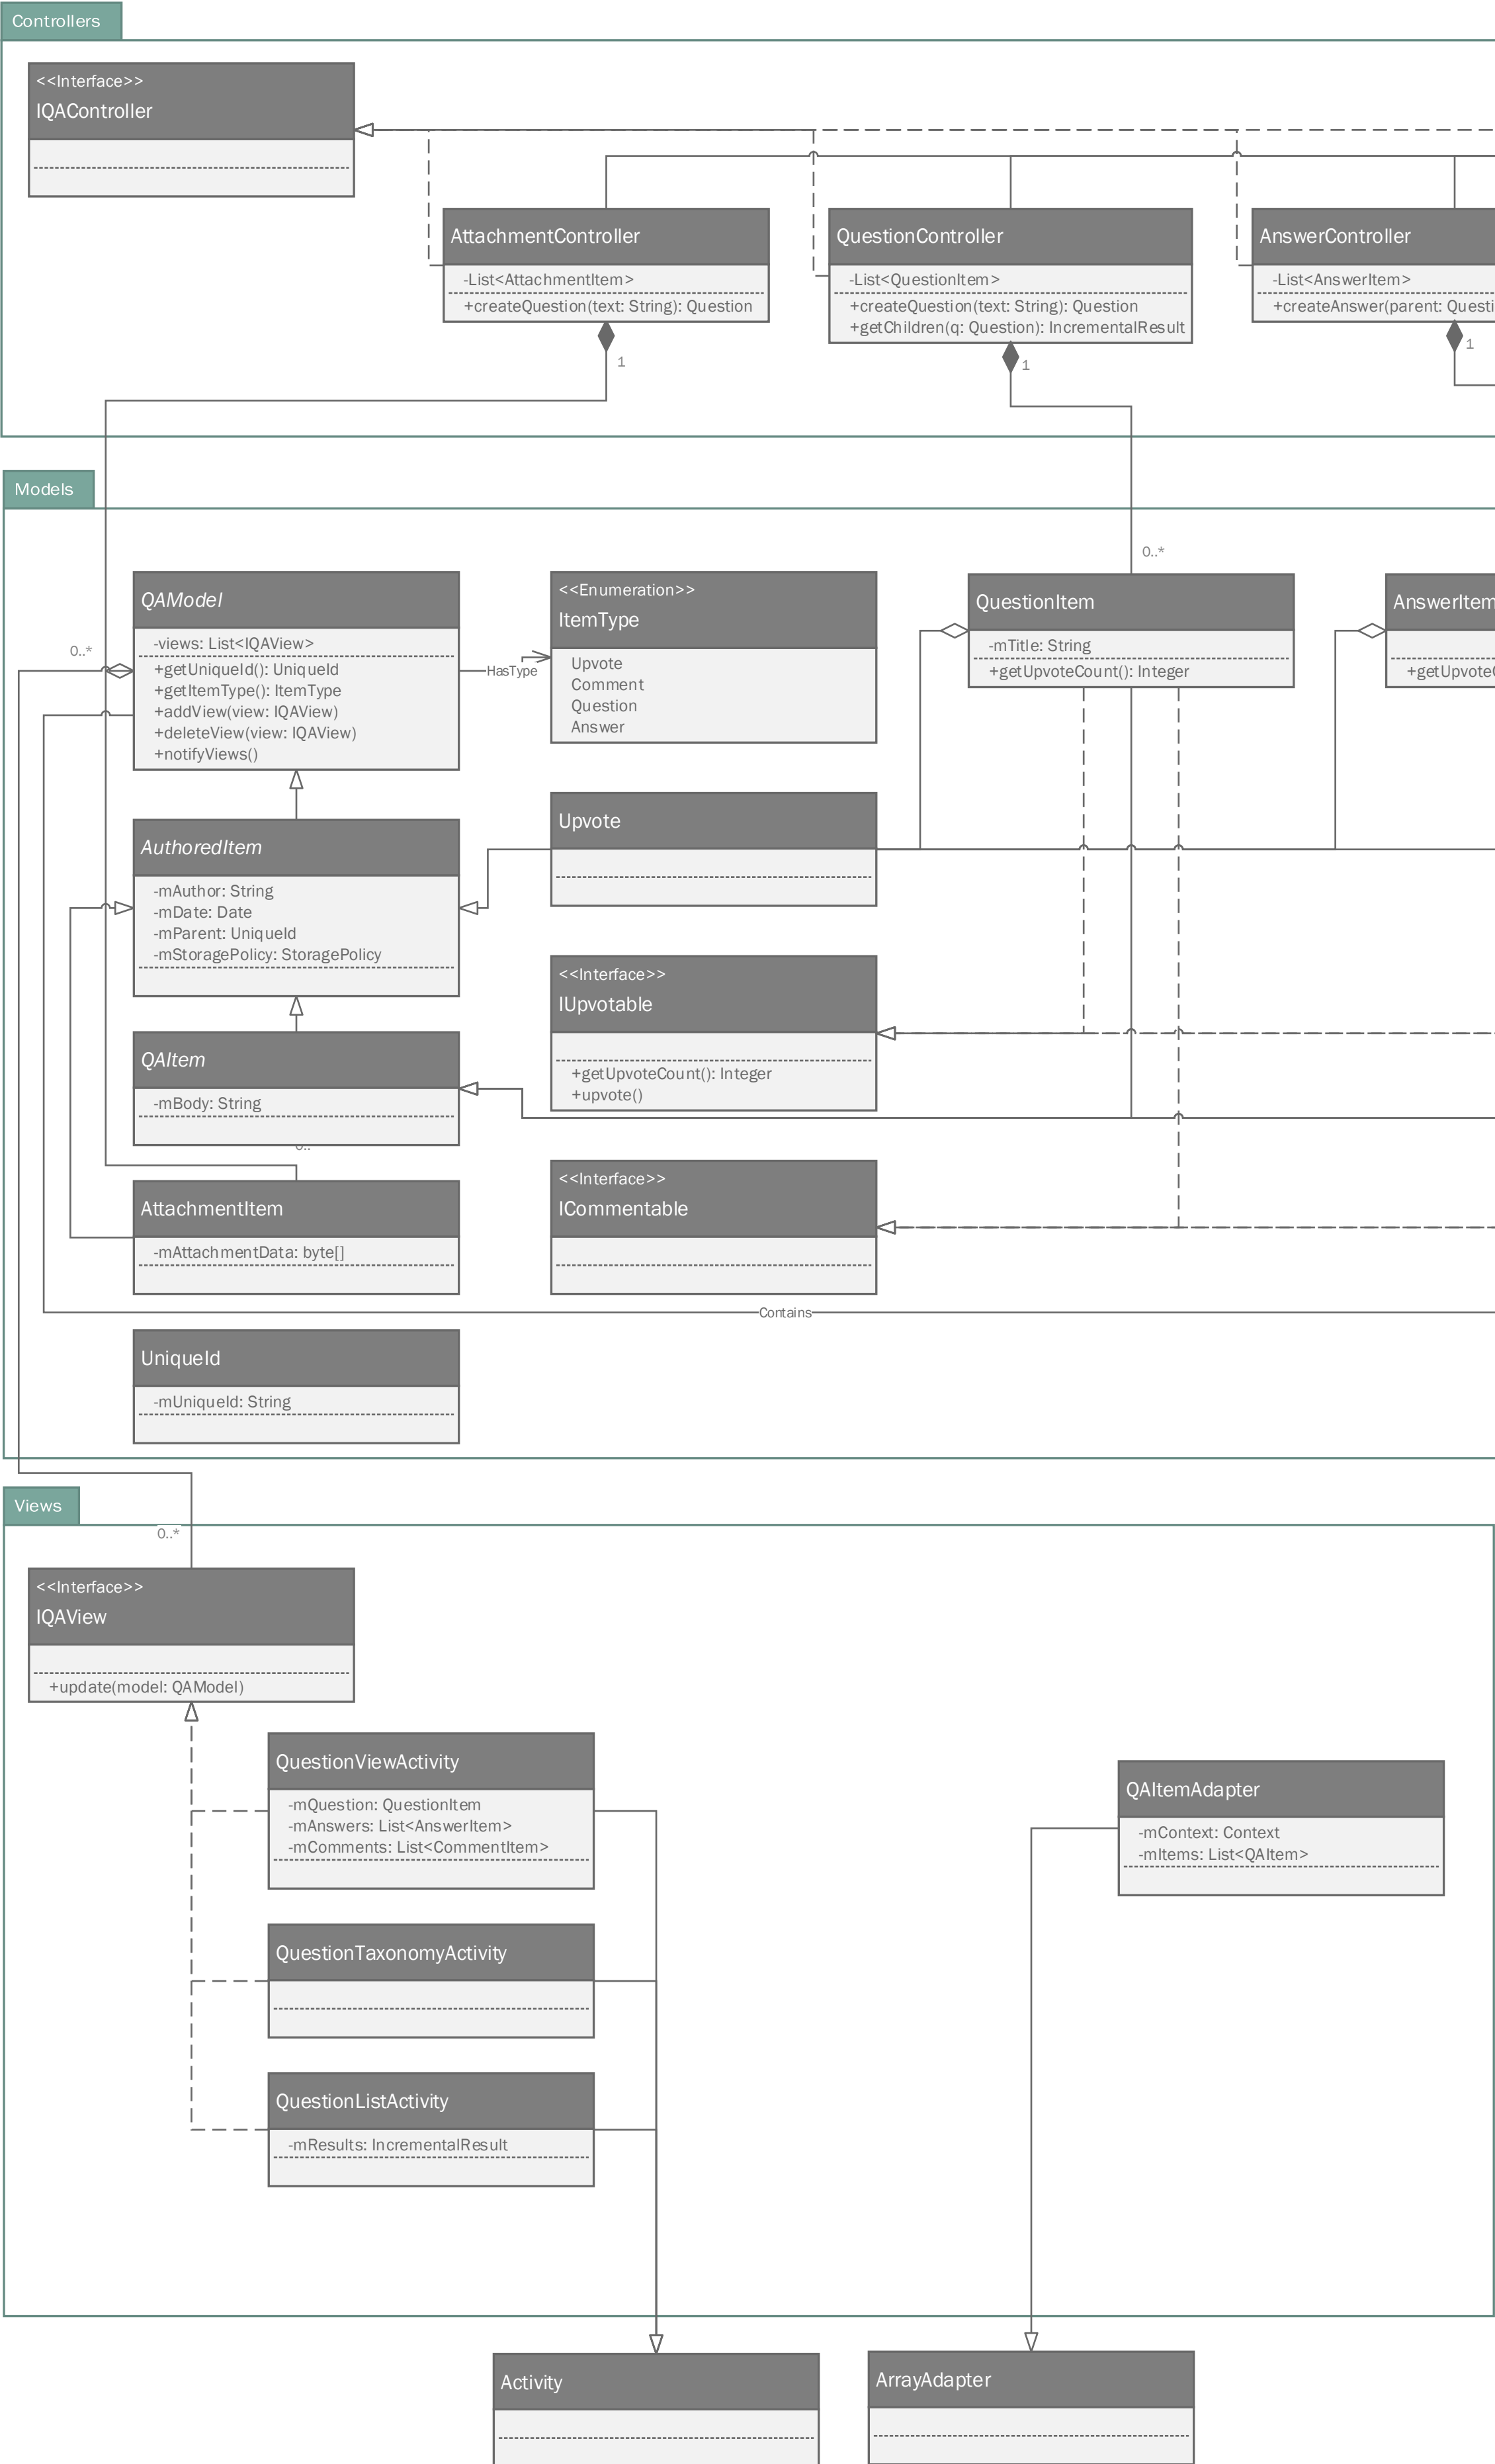 Controllers
<<Interface>>
IQAController
AttachmentController
-List<AttachmentItem>
+createQuestion(text: String): Question
1
QuestionController
-List<QuestionItem>
+createQuestion(text: String): Question
+getChildren(q: Question): IncrementalResult
1
AnswerController
-List<AnswerItem>
+createAnswer(parent: Questi
1
Models
0..*
QAModel
-views: List<IQAView>
+getUniqueId(): UniqueId
+getItemType(): ItemType
+addView(view: IQAView)
+deleteView(view: IQAView)
+notifyViews()
0..*
HasType
<<Enumeration>>
ItemType
Upvote
Comment
Question
Answer
QuestionItem
-mTitle: String
+getUpvoteCount(): Integer
AnswerItem
+getUpvote
AuthoredItem
-mAuthor: String
-mDate: Date
-mParent: UniqueId
-mStoragePolicy: StoragePolicy
Upvote
<<Interface>>
IUpvotable
+getUpvoteCount(): Integer
+upvote()
QAItem
-mBody: String
AttachmentItem
-mAttachmentData: byte[]
<<Interface>>
ICommentable
Contains
UniqueId
-mUniqueId: String
Views
0..*
<<Interface>>
IQAView
+update(model: QAModel)
QuestionViewActivity
-mQuestion: QuestionItem
-mAnswers: List<AnswerItem>
-mComments: List<CommentItem>
QAItemAdapter
-mContext: Context
-mItems: List<QAItem>
QuestionTaxonomyActivity
QuestionListActivity
-mResults: IncrementalResult
Activity
ArrayAdapter